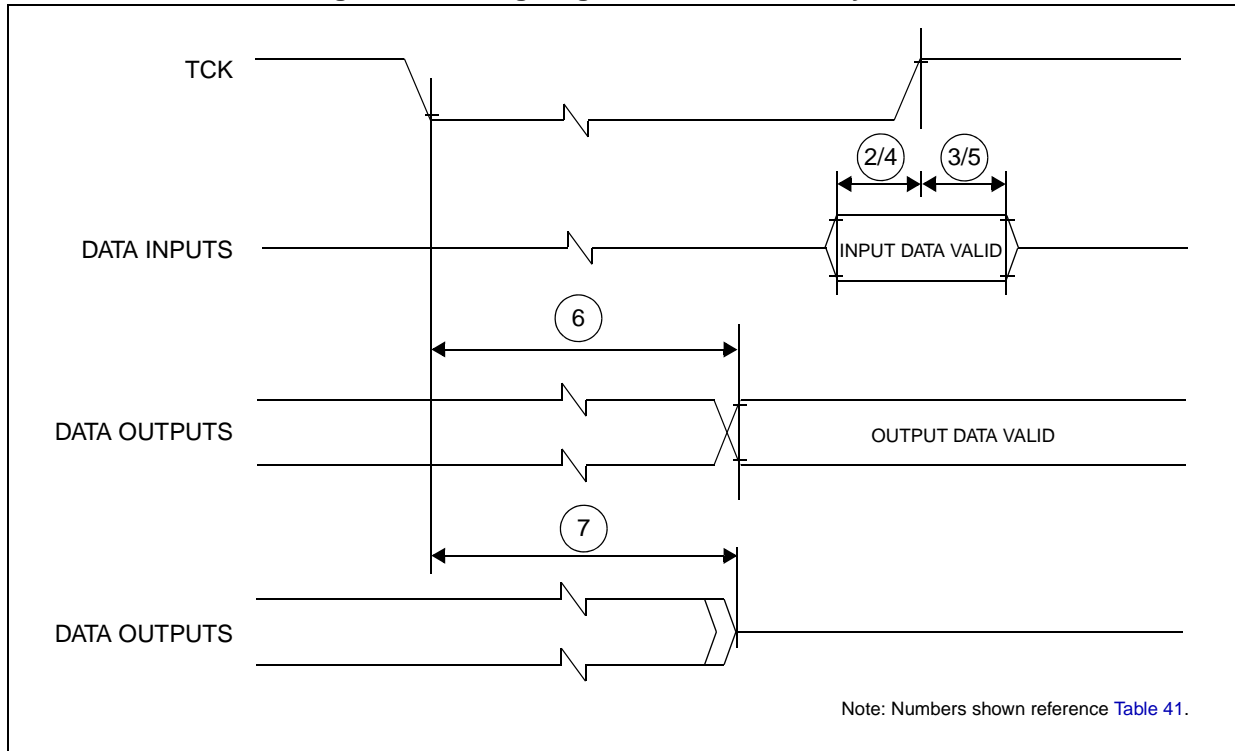 TCK
2/4
3/5
DATA INPUTS
INPUT DATA VALID
6
DATA OUTPUTS
OUTPUT DATA VALID
7
DATA OUTPUTS
Note: Numbers shown reference Table 41.